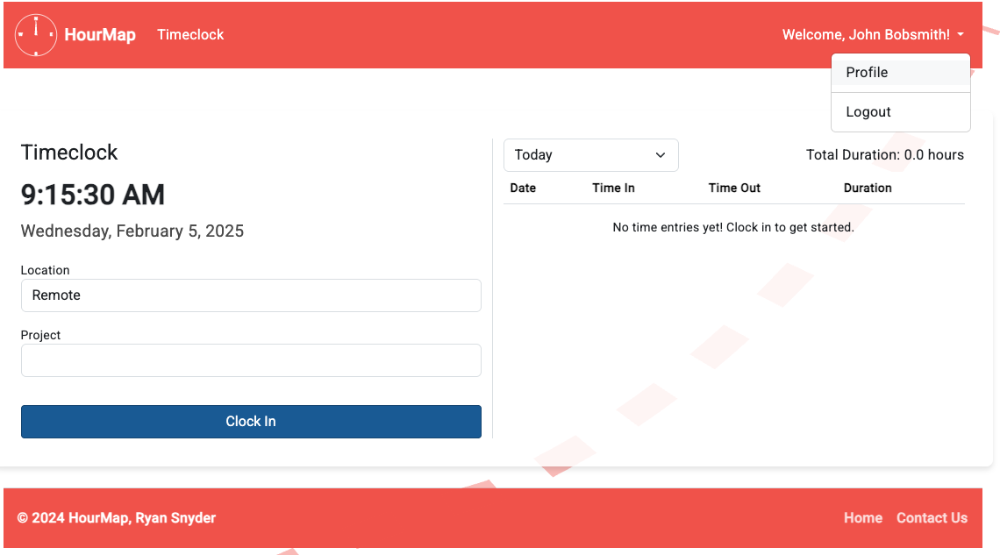 HourMap Timeclock Welcome, John Bobsmith!
Profile
Logout
Timeclock
9:15:30 AM
Wednesday, February 5, 2025
Location
Remote
Project
Clock In
Today Total Duration: 0.0 hours
Date Time In Time Out Duration
No time entries yet! Clock in to get started.
© 2024 HourMap, Ryan Snyder Home Contact Us